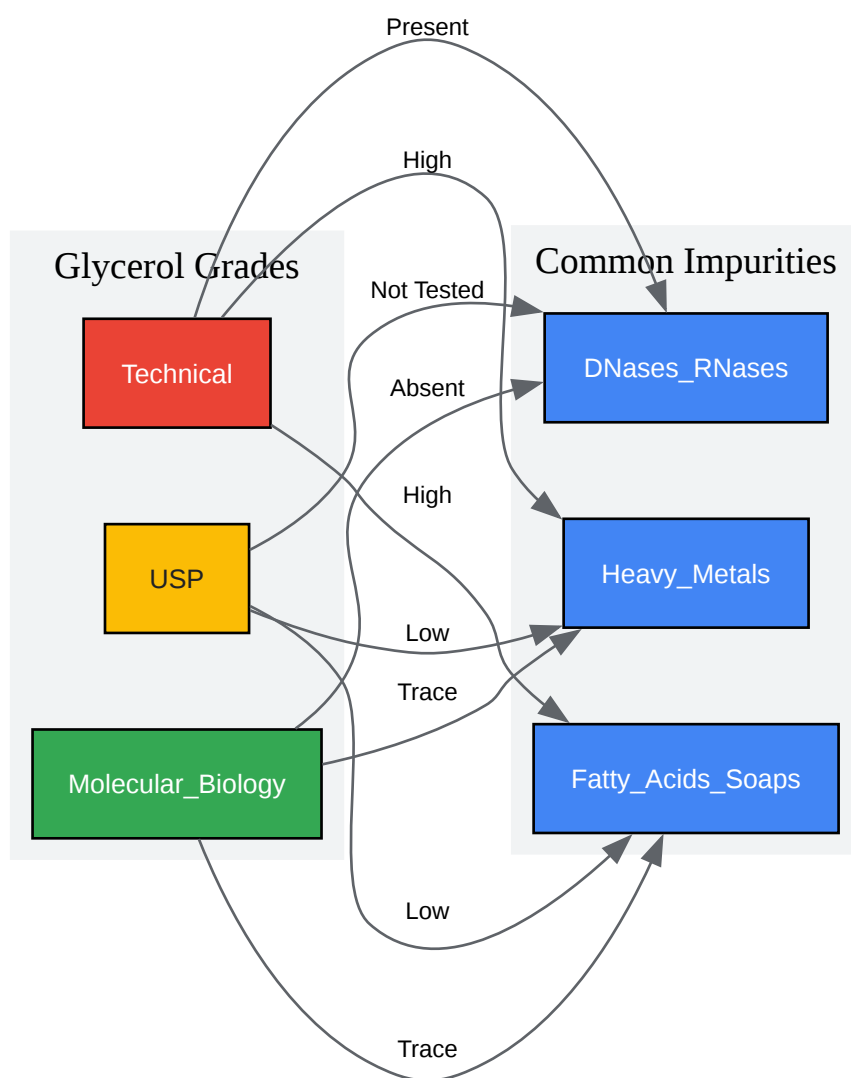 Present
High
Glycerol Grades
Common Impurities
Not Tested
Technical
DNases_RNases
Absent
High
USP
Heavy_Metals
Low
Trace
Molecular_Biology
Fatty_Acids_Soaps
Low
Trace